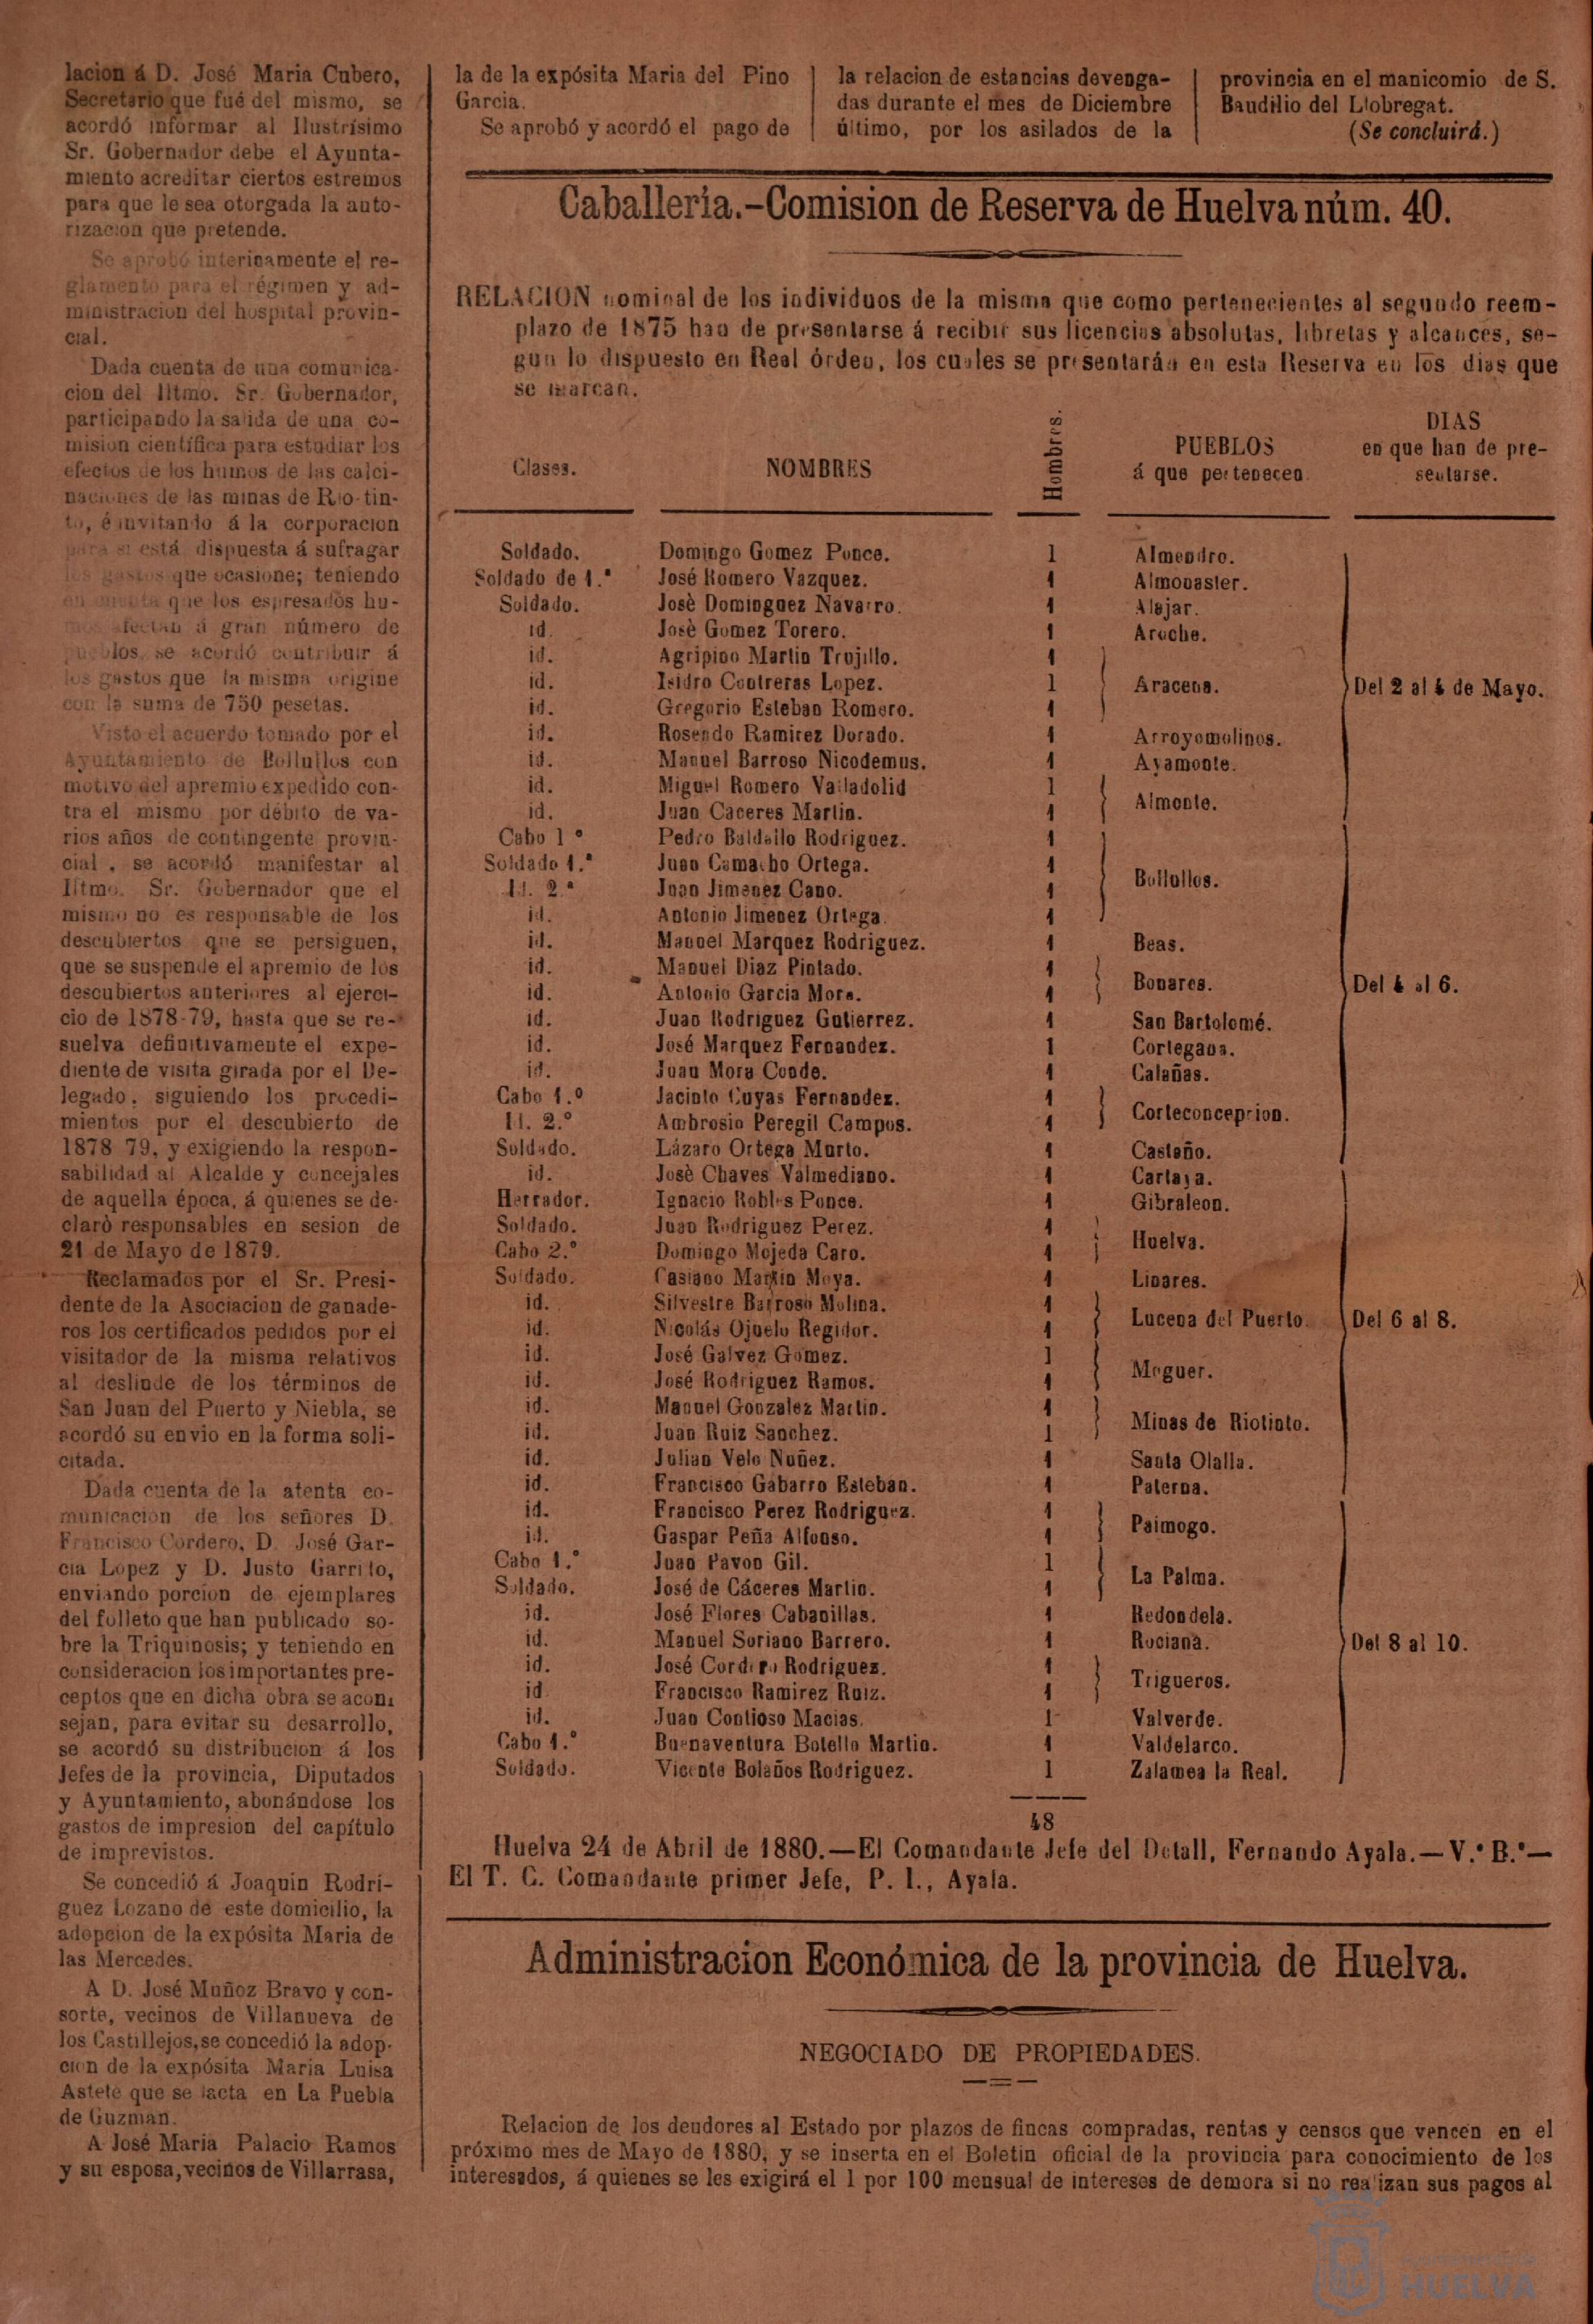 lacion á D. José Maria Cubero,
Secretario que fué del mismo, se
acordó informar al Ilustrísimo
Sr. Gobernador debe el Ayunta-
miento acreditar ciertos estremos
para que le sea otorgada la auto-
rizacion que pretende.
Se aprobó interinamente el re-
glamento para el régimen y ad-
ministracion del hospital provin-
cial.
Dada cuenta de una comunica-
cion del Iltmo. Sr. Gobernador,
participando la salida de una co-
mision científica para estudiar los
efectos de los humos de las calci-
naciones de las minas de Rio-tin-
to, é invitando á la corporacion
para si está dispuesta á sufragar
los gastos que ocasione; teniendo
en cuenta que los espresados hu-
mos afectan á gran número de
pueblos, se acordó contribuir á
los gastos que la misma origine
con la suma de 750 pesetas.
Visto el acuerdo tomado por el
Ayuntamiento de Bollullos con
motivo del apremio expedido con-
tra el mismo por débito de va-
rios años de contingente provin-
cial, se acordó manifestar al
Iltmo. Sr. Gobernador que el
mismo no es responsable de los
descubiertos que se persiguen,
que se suspende el apremio de los
descubiertos anteriores al ejerci-
cio de 1878-79, hasta que se re-
suelva definitivamente el expe-
diente de visita girada por el De-
legado, siguiendo los procedi-
mientos por el descubierto de
1878 79, y exigiendo la respon-
sabilidad al Alcalde y concejales
de aquella época, á quienes se de-
claró responsables en sesion de
21 de Mayo de 1879.
Reclamados por el Sr. Presi-
dente de la Asociacion de ganade-
ros los certificados pedidos por el
visitador de la misma relativos
al deslinde de los términos de
San Juan del Puerto y Niebla, se
acordó su envio en la forma soli-
citada.
Dada cuenta de la atenta co-
municacion de los señores D.
Francisco Cordero, D. José Gar-
cia Lopez y D. Justo Garrito,
enviando porcion de ejemplares
del folleto que han publicado so-
bre la Triquinosis; y teniendo en
consideracion los importantes pre-
ceptos que en dicha obra se acon
sejan, para evitar su desarrollo,
se acordó su distribucion á los
Jefes de la provincia, Diputados
y Ayuntamiento, abonándose los
gastos de impresion del capítulo
de imprevistos.
Se concedió á Joaquin Rodri-
guez Lozano de este domicilio, la
adopcion de la expósita Maria de
las Mercedes.
A D. José Muñoz Bravo y con-
sorte, vecinos de Villanueva de
los Castillejos, se concedió la adop-
cion de la expósita Maria Luisa
Astete que se lacta en La Puebla
de Guzman.
A José Maria Palacio Ramos
y su esposa, vecinos de Villarrasa,
la de la expósita Maria del Pino
Garcia.
Se aprobó y acordó el pago de
la relacion de estancias devenga-
das durante el mes de Diciembre
último, por los asilados de la
provincia en el manicomio de S.
Baudilio del Llobregat.
(Se concluirá.)
Caballería.-Comision de Reserva de Huelva núm. 40.
RELACION nominal de los individuos de la misma que como pertenecientes al segundo reem-
plazo de 1875 han de presentarse á recibir sus licencias absolutas, libretas y alcances, se-
gun lo dispuesto en Real órden, los cuales se presentarán en esta Reserva en los dias que
se marcan.
Clases. NOMBRES Hombres. PUEBLOS á que pertenecen. DIAS en que han de pre-sentarse.
Soldado. Domingo Gomez Ponce. 1 Almendro.
Soldado de 1.ª José Romero Vazquez. 1 Almonaster.
Soldado. Josè Dominguez Navarro. 1 Alajar.
id. Josè Gomez Torero. 1 Aroche.
id. Agripino Martin Trujillo. 1
id. Isidro Contreras Lopez. 1 Aracena. Del 2 al 4 de Mayo.
id. Gregorio Esteban Romero. 1
id. Rosendo Ramirez Dorado. 1 Arroyomolinos.
id. Manuel Barroso Nicodemus. 1 Ayamonte.
id. Miguel Romero Valladolid 1
id. Juan Caceres Martin. 1 Almonte.
Cabo 1º Pedro Baldallo Rodriguez. 1
Soldado 1.ª Juan Camacho Ortega. 1
Id. 2.ª Juan Jimenez Cano. 1 Bollullos.
id. Antonio Jimenez Ortega. 1
id. Manuel Marquez Rodriguez. 1 Beas.
id. Manuel Diaz Pintado. 1
id. Antonio Garcia Mora. 1 Bonares. Del 4 al 6.
id. Juan Rodriguez Gutierrez. 1 San Bartolomé.
id. José Marquez Fernandez. 1 Cortegana.
id. Juan Mora Conde. 1 Calañas.
Cabo 1.º Jacinto Cuyas Fernandez. 1
Id. 2.º Ambrosio Peregil Campos. 1 Corteconcepcion.
Soldado. Lázaro Ortega Murto. 1 Castaño.
id. Josè Chaves Valmediano. 1 Cartaya.
Herrador. Ignacio Robles Ponce. 1 Gibraleon.
Soldado. Juan Rodriguez Perez. 1
Cabo 2.º Domingo Mojeda Caro. 1 Huelva.
Soldado. Casiano Martin Moya. 1 Linares.
id. Silvestre Barroso Molina. 1
id. Nicolás Ojuelo Regidor. 1 Lucena del Puerto. Del 6 al 8.
id. José Galvez Gomez. 1
id. José Rodriguez Ramos. 1 Moguer.
id. Manuel Gonzalez Martin. 1
id. Juan Ruiz Sanchez. 1 Minas de Riotinto.
id. Julian Velo Nuñez. 1 Santa Olalla.
id. Francisco Gabarro Esteban. 1 Paterna.
id. Francisco Perez Rodriguez. 1
id. Gaspar Peña Alfonso. 1 Paimogo.
Cabo 1.º Juan Pavon Gil. 1
Soldado. José de Cáceres Martin. 1 La Palma.
id. José Flores Cabanillas. 1 Redondela.
id. Manuel Soriano Barrero. 1 Rociana. Del 8 al 10.
id. José Cordero Rodriguez. 1
id. Francisco Ramirez Ruiz. 1 Trigueros.
id. Juan Contioso Macias. 1 Valverde.
Cabo 1.º Buenaventura Botello Martin. 1 Valdelarco.
Soldado. Vicente Bolaños Rodriguez. 1 Zalamea la Real.
48
Huelva 24 de Abril de 1880.—El Comandante Jefe del Detall, Fernando Ayala.—V.º B.º—
El T. C. Comandante primer Jefe, P. I., Ayala.
Administracion Económica de la provincia de Huelva.
NEGOCIADO DE PROPIEDADES.
Relacion de los deudores al Estado por plazos de fincas compradas, rentas y censos que vencen en el
próximo mes de Mayo de 1880, y se inserta en el Boletin oficial de la provincia para conocimiento de los
interesados, á quienes se les exigirá el 1 por 100 mensual de intereses de demora si no realizan sus pagos al
HUELVA